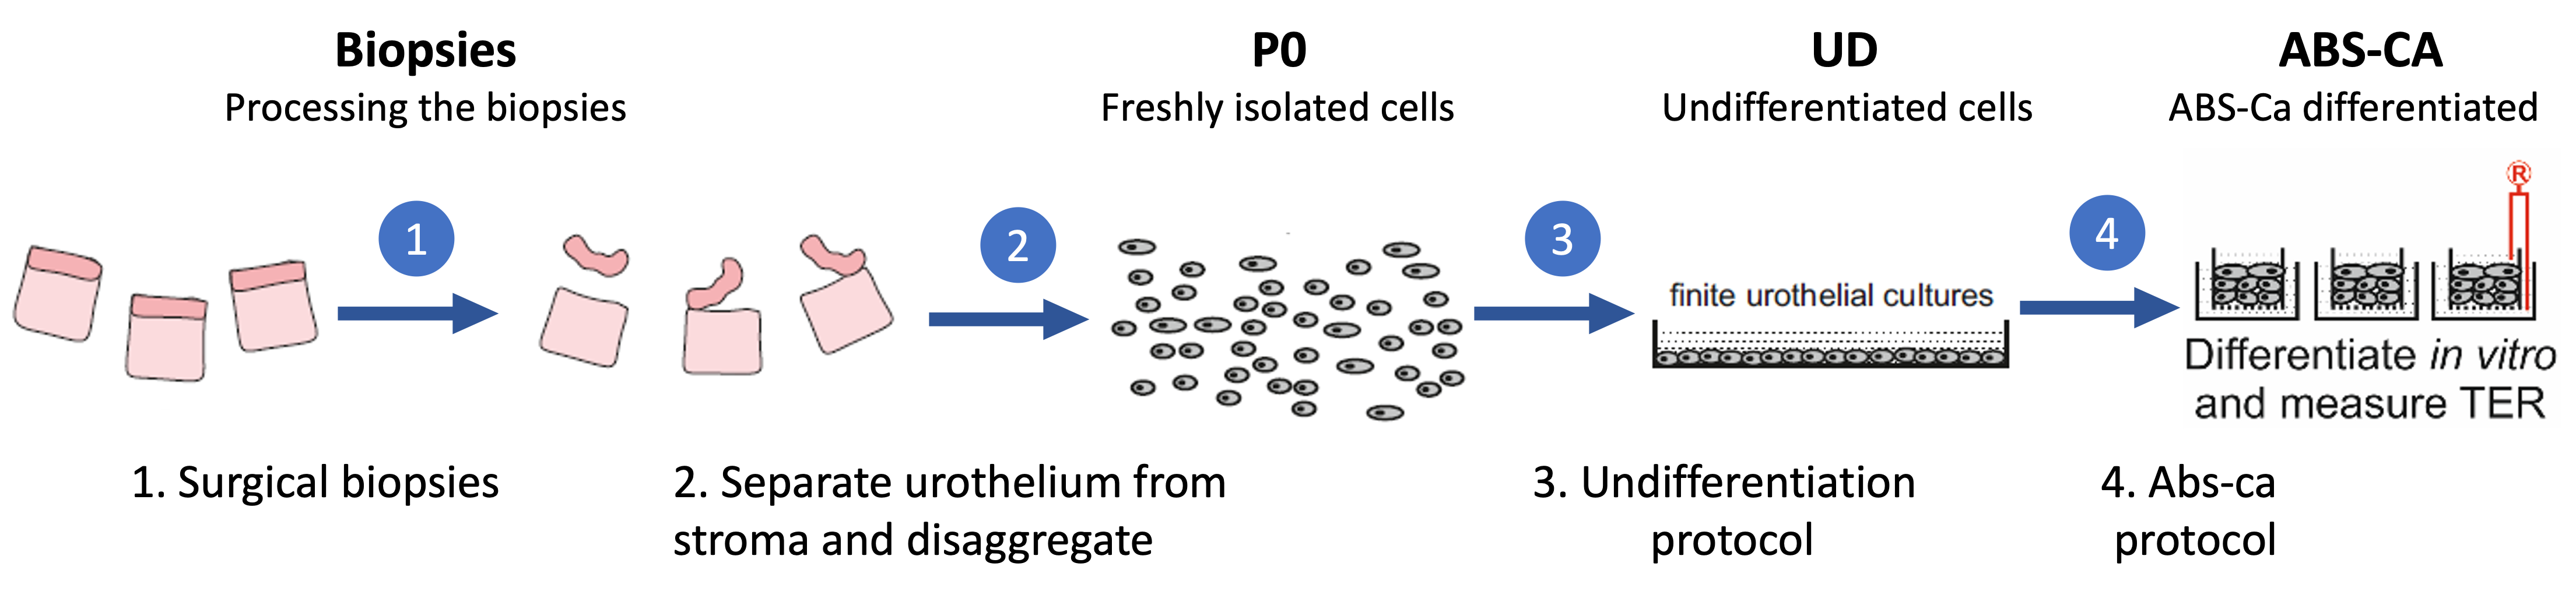 Biopsies
Processing the biopsies
P0
Freshly isolated cells
UD
Undifferentiated cells
ABS-CA
ABS-Ca differentiated
1
2
3
4
R
finite urothelial cultures
Differentiate in vitro
and measure TER
1. Surgical biopsies
2. Separate urothelium from
stroma and disaggregate
3. Undifferentiation
protocol
4. Abs-ca
protocol